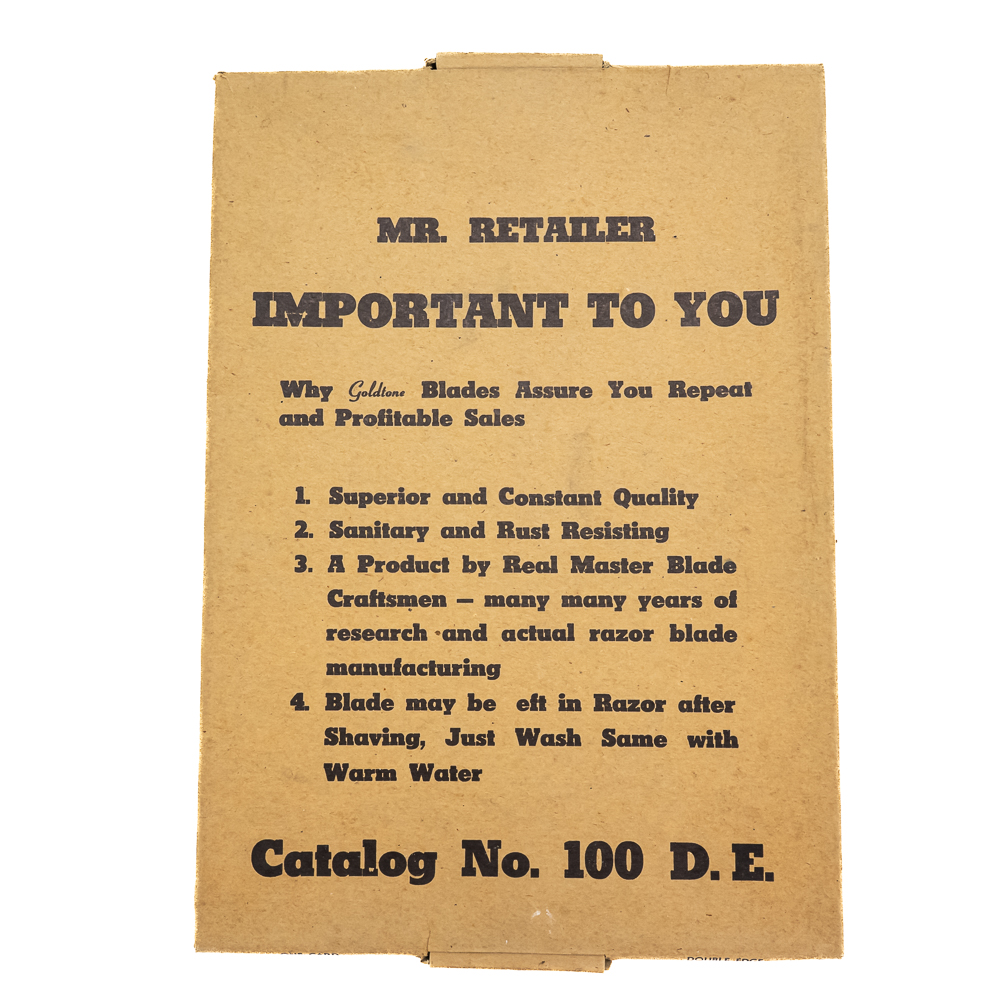 MR. RETAILER
IMPORTANT TO YOU
Why Goldtone Blades Assure You Repeat
and Profitable Sales
1. Superior and Constant Quality
2. Sanitary and Rust Resisting
3. A Product by Real Master Blade
Craftsmen — many many years of
research and actual razor blade
manufacturing
4. Blade may be eft in Razor after
Shaving, Just Wash Same with
Warm Water
Catalog No. 100 D. E.
DOUBLE EDGE